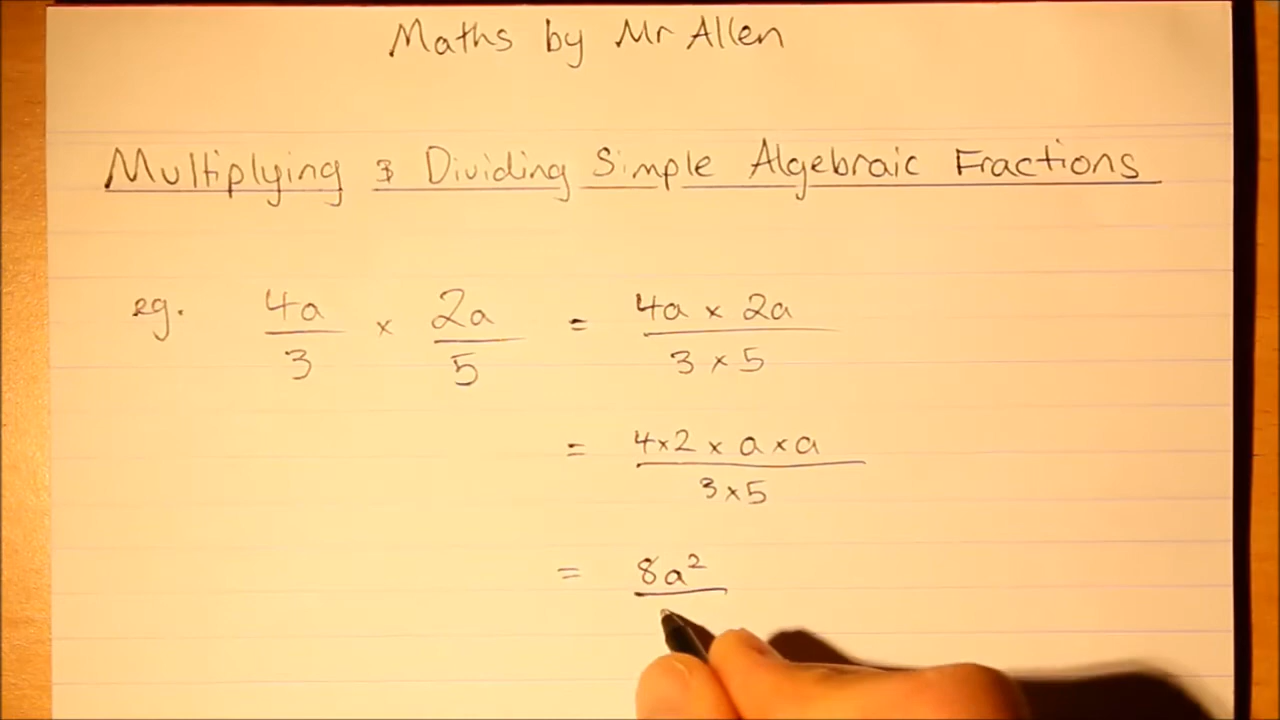 Maths by Mr Allen
Multiplying & Dividing Simple Algebraic Fractions
eg. 4a/3 × 2a/5 = 4a × 2a / 3 × 5
= 4×2 × a × a / 3×5
= 8a²